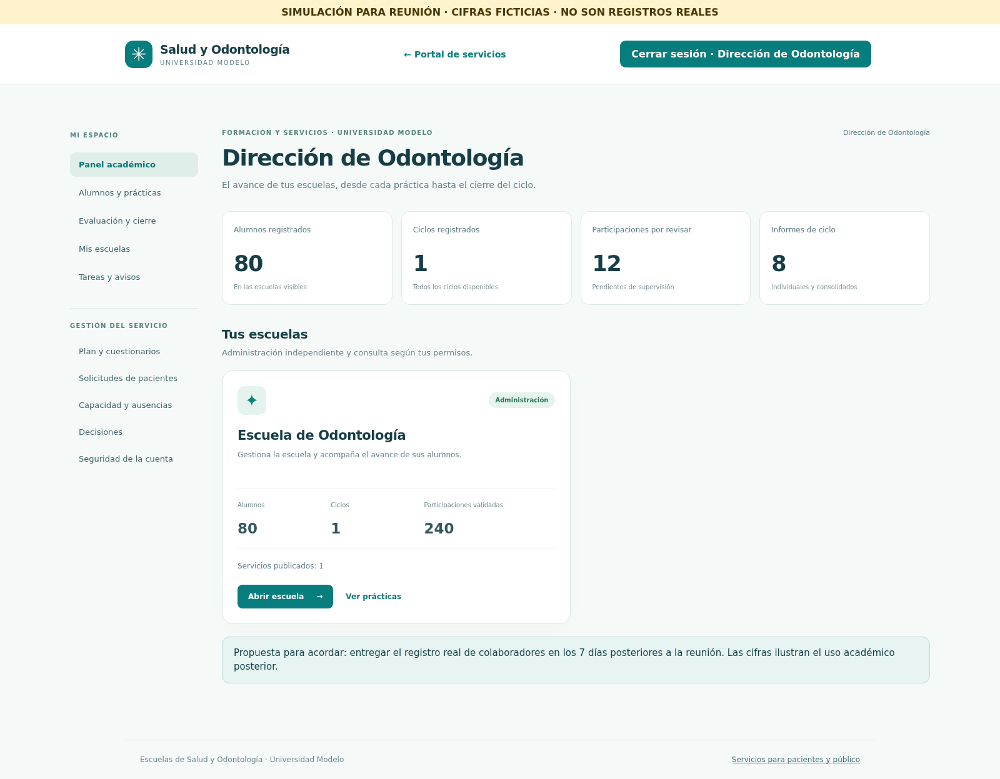 SIMULACIÓN PARA REUNIÓN · CIFRAS FICTICIAS · NO SON REGISTROS REALES
Salud y Odontología
UNIVERSIDAD MODELO
← Portal de servicios
Cerrar sesión · Dirección de Odontología
MI ESPACIO
Panel académico
Alumnos y prácticas
Evaluación y cierre
Mis escuelas
Tareas y avisos
GESTIÓN DEL SERVICIO
Plan y cuestionarios
Solicitudes de pacientes
Capacidad y ausencias
Decisiones
Seguridad de la cuenta
FORMACIÓN Y SERVICIOS · UNIVERSIDAD MODELO
Dirección de Odontología
Dirección de Odontología
El avance de tus escuelas, desde cada práctica hasta el cierre del ciclo.
Alumnos registrados
80
En las escuelas visibles
Ciclos registrados
1
Todos los ciclos disponibles
Participaciones por revisar
12
Pendientes de supervisión
Informes de ciclo
8
Individuales y consolidados
Tus escuelas
Administración independiente y consulta según tus permisos.
Administración
Escuela de Odontología
Gestiona la escuela y acompaña el avance de sus alumnos.
Alumnos
80
Ciclos
1
Participaciones validadas
240
Servicios publicados: 1
Abrir escuela →
Ver prácticas
Propuesta para acordar: entregar el registro real de colaboradores en los 7 días posteriores a la reunión. Las cifras ilustran el uso académico
posterior.
Escuelas de Salud y Odontología · Universidad Modelo
Servicios para pacientes y público